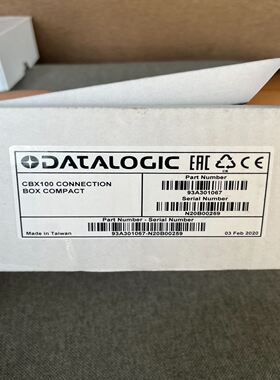 DATALOGIC EAC CE
CBX100 CONNECTION
BOX COMPACT
Part Number
93A301067
Serial Number
N20B00259
Part Number - Serial Number
93A301067-N20B00259
Made in Taiwan
03 Feb 2020